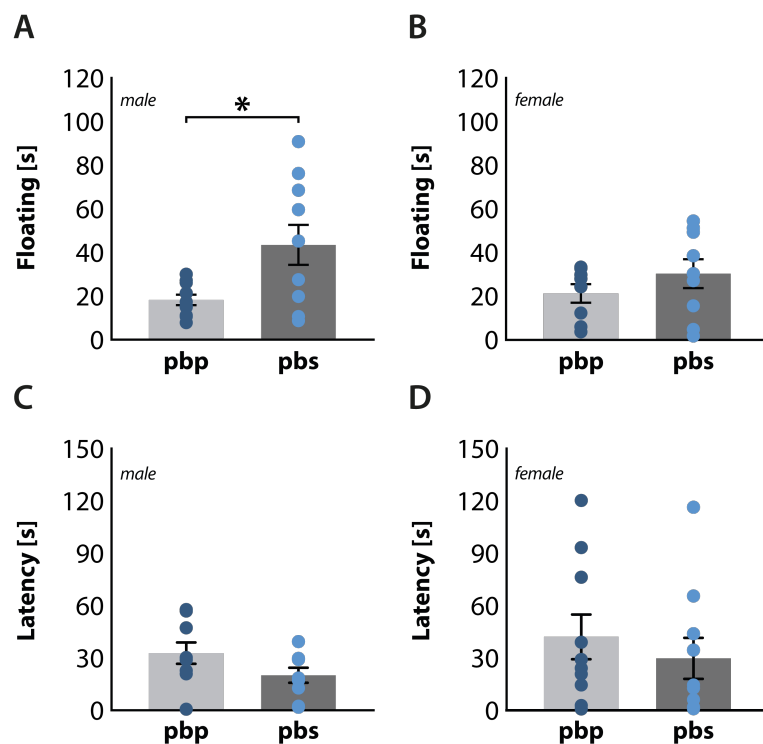 A
B
Floating [s]
120
100
80
60
40
20
0
male
*
pbp
pbs
Floating [s]
120
100
80
60
40
20
0
female
pbp
pbs
C
D
Latency [s]
150
120
90
60
30
0
male
pbp
pbs
Latency [s]
150
120
90
60
30
0
female
pbp
pbs